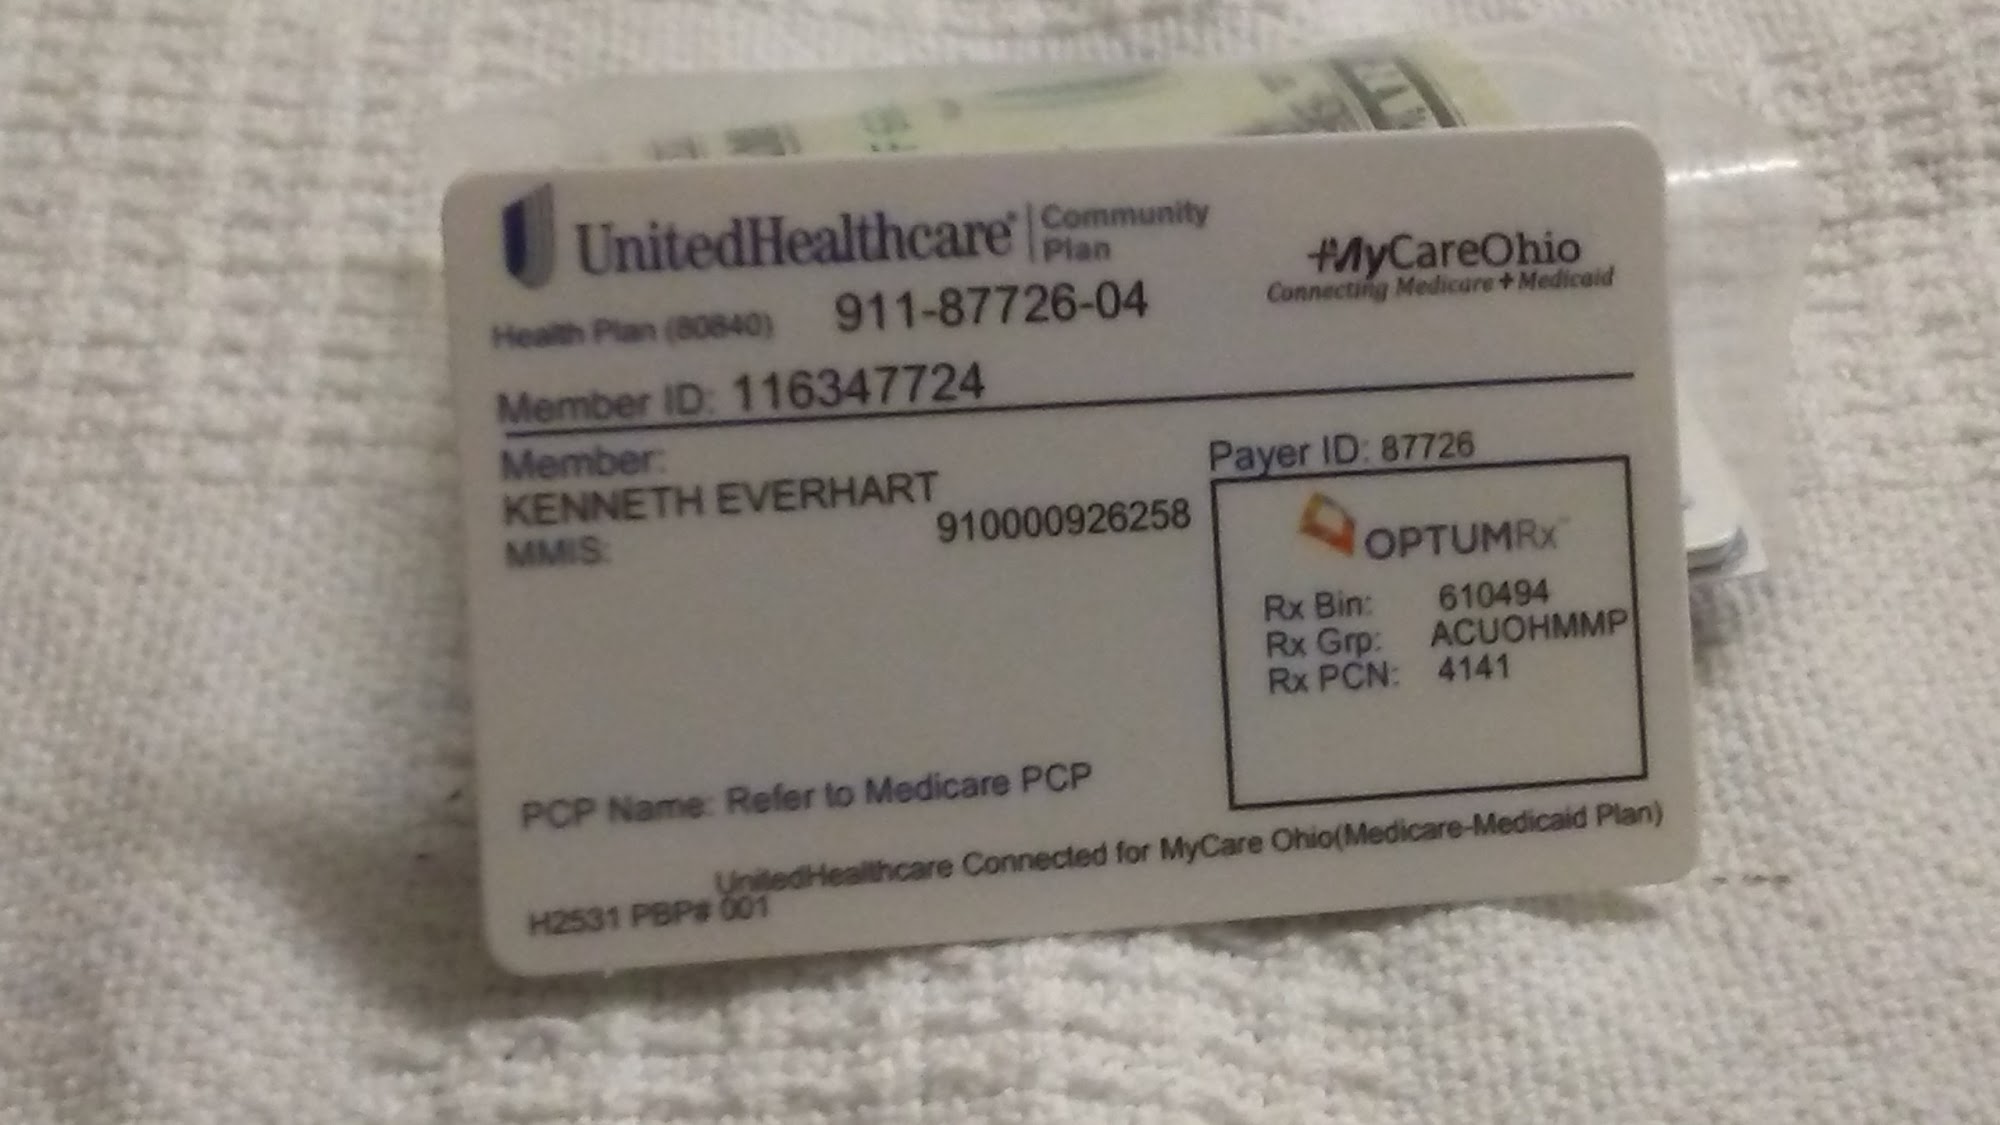 UnitedHealthcare® | Community Plan
MyCareOhio
Connecting Medicare + Medicaid
Health Plan (80840) 911-87726-04
Member ID: 116347724
Member:
KENNETH EVERHART
MMIS: 910000926258
Payer ID: 87726
OPTUMRx™
Rx Bin: 610494
Rx Grp: ACUOHMMP
Rx PCN: 4141
PCP Name: Refer to Medicare PCP
UnitedHealthcare Connected for MyCare Ohio(Medicare-Medicaid Plan)
H2531 PBP# 001